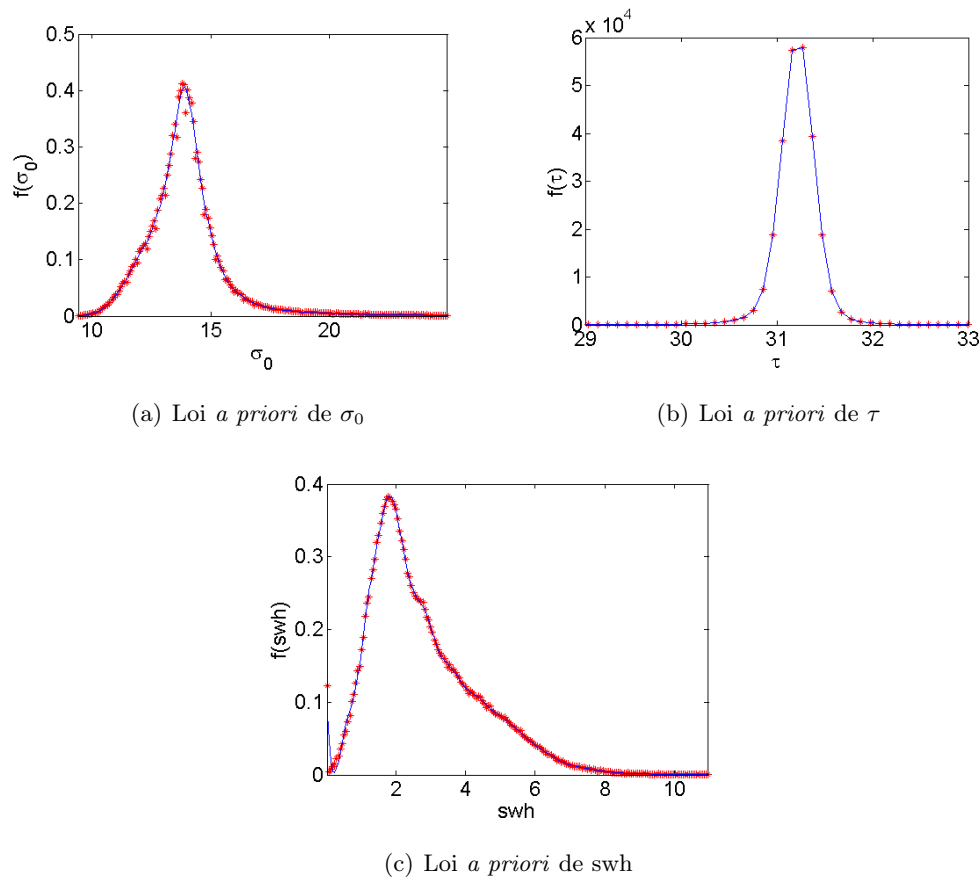 0.5
0.4
0.3
0.2
0.1
0
10 15 20
f(σ₀)
σ₀
(a) Loi a priori de σ₀
6 x 10⁴
5
4
3
2
1
0
29 30 31 32 33
f(τ)
τ
(b) Loi a priori de τ
0.4
0.3
0.2
0.1
0
2 4 6 8 10
f(swh)
swh
(c) Loi a priori de swh